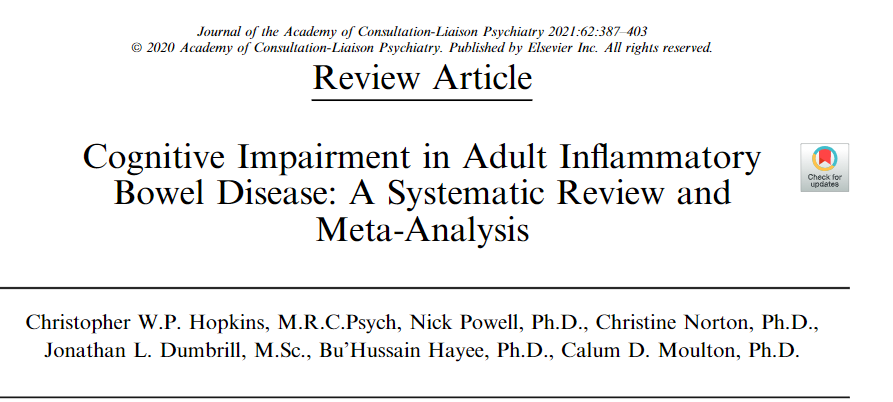 Journal of the Academy of Consultation-Liaison Psychiatry 2021:62:387–403
© 2020 Academy of Consultation-Liaison Psychiatry. Published by Elsevier Inc. All rights reserved.
Review Article
Cognitive Impairment in Adult Inflammatory
Bowel Disease: A Systematic Review and
Meta-Analysis
Check for
updates
Christopher W.P. Hopkins, M.R.C.Psych, Nick Powell, Ph.D., Christine Norton, Ph.D.,
Jonathan L. Dumbrill, M.Sc., Bu'Hussain Hayee, Ph.D., Calum D. Moulton, Ph.D.